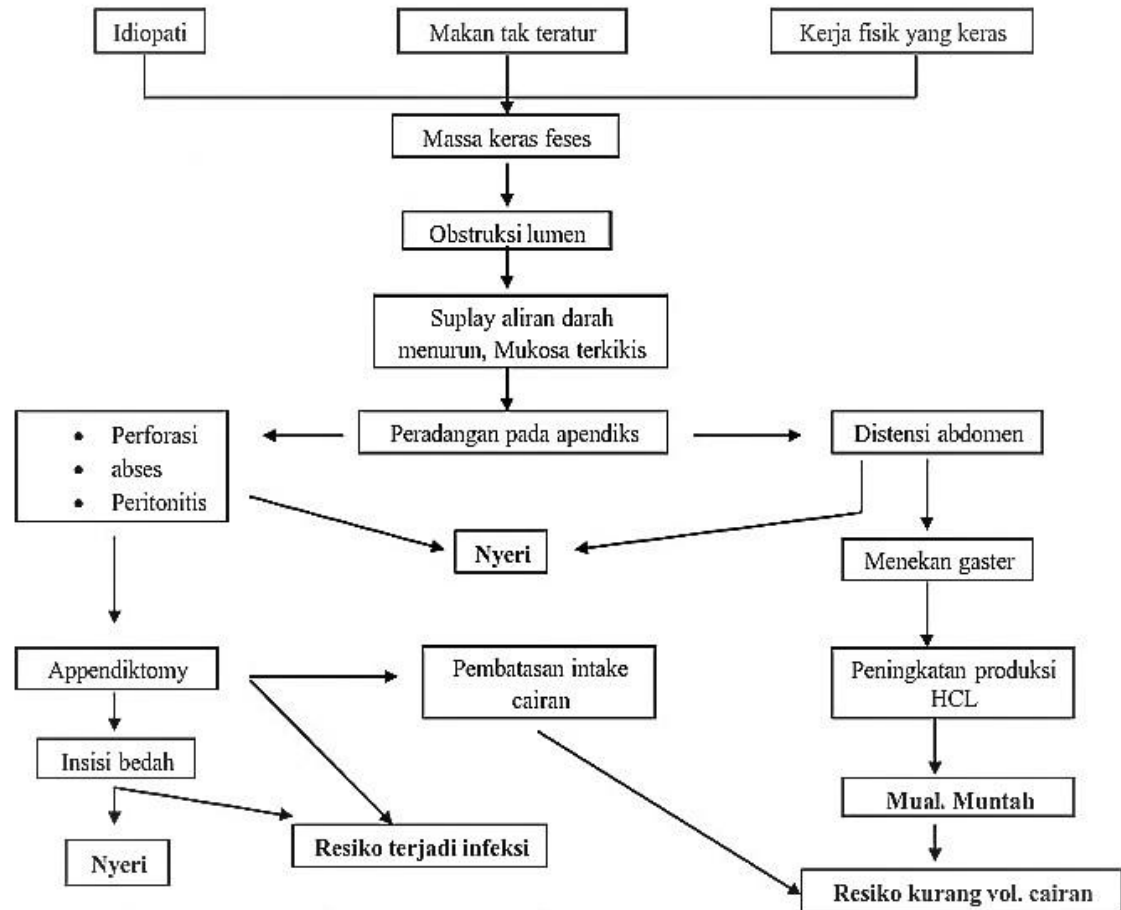 Idiopati
Makan tak teratur
Kerja fisik yang keras
Massa keras feses
Obstruksi lumen
Suplay aliran darah
menurun, Mukosa terkikis
• Perforasi
• abses
• Peritonitis
Peradangan pada apendiks
Distensi abdomen
Nyeri
Menekan gaster
Appendiktomy
Pembatasan intake
cairan
Peningkatan produksi
HCL
Insisi bedah
Mual. Muntah
Nyeri
Resiko terjadi infeksi
Resiko kurang vol. cairan